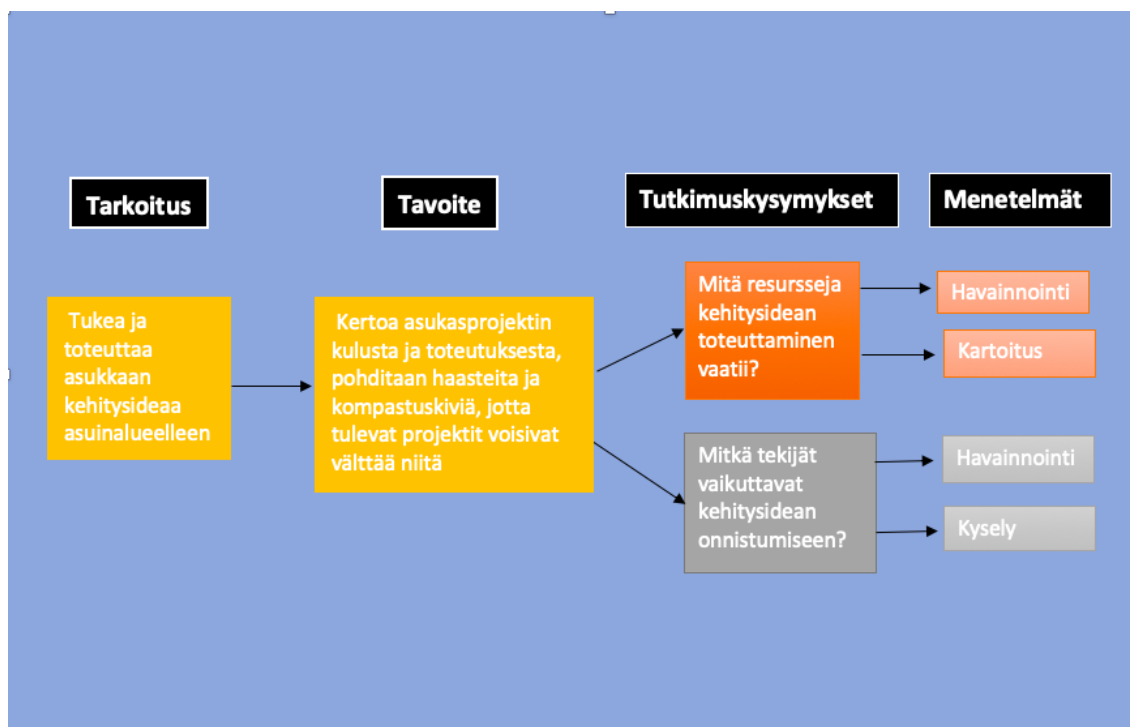 Tarkoitus
Tavoite
Tutkimuskysymykset
Menetelmät
Tukea ja
toteuttaa
asukkaan
kehitysideaa
asuinalueelleen
Kertoa asukasprojektin
kulusta ja toteutuksesta,
pohditaan haasteita ja
kompastuskiviä, jotta
tulevat projektit voisivat
välttää niitä
Mitä resursseja
kehitysidean
toteuttaminen
vaatii?
Havainnointi
Kartoitus
Mitkä tekijät
vaikuttavat
kehitysidean
onnistumiseen?
Havainnointi
Kysely